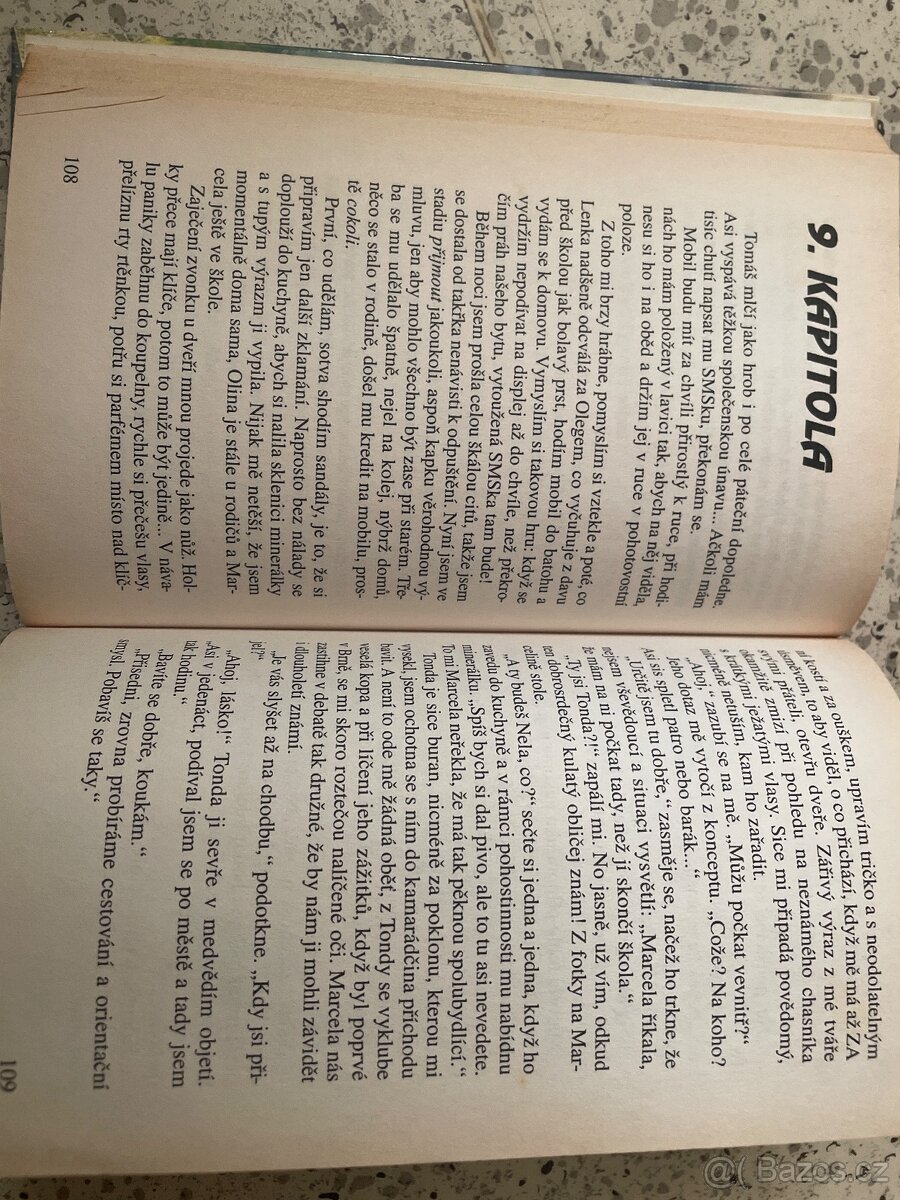 9. KAPITOLA
Tomáš mlčí jako hrob i po celé páteční dopoledne.
Asi vyspává těžkou společenskou únavu... Ačkoli mám
tisíc chutí napsat mu SMSku, překonám se.
Mobil budu mít za chvíli přirostlý k ruce, při hodi-
nách ho mám položený v lavici tak, abych na něj viděla,
nesu si ho i na oběd a držím jej v ruce v pohotovostní
poloze.
Z toho mi brzy hrábne, pomyslím si vztekle a poté, co
Lenka nadšeně odcválá za Olegem, co vyčuhuje z davu
před školou jak bolavý prst, hodím mobil do batohu a
vydám se k domovu. Vymyslím si takovou hru: když se
vydržím nepodívat na displej až do chvíle, než překro-
čím práh našeho bytu, vytoužená SMSka tam bude!
Během noci jsem prošla celou škálou citů, takže jsem
se dostala od takřka nenávisti k odpuštění. Nyní jsem ve
stadiu přijmout jakoukoli, aspoň kapku věrohodnou vý-
mluvu, jen aby mohlo všechno být zase při starém. Tře-
ba se mu udělalo špatně, nejel na kolej, nýbrž domů,
něco se stalo v rodině, došel mu kredit na mobilu, pros-
tě cokoli.
První, co udělám, sotva shodím sandály, je to, že si
připravím jen další zklamání. Naprosto bez nálady se
doplouží do kuchyně, abych si nalila sklenici minerálky
a s tupým výrazm ji vypila. Nijak mě netěší, že jsem
momentálně doma sama, Olina je stále u rodičů a Mar-
cela ještě ve škole.
Zaječení zvonku u dveří mnou projede jako nůž. Hol-
ky přece mají klíče, potom to může být jedině... V náva-
lu paniky zaběhnu do koupelny, rychle si přečešu vlasy,
přelíznu rty rtěnkou, potřu si parfémem místo nad klíč-
108
ní kostí a za ouškem, upravím tričko a s neodolatelným
úsměvem, to aby viděl, o co přichází, když mě má až ZA
svými přáteli, otevřu dveře. Zářivý výraz z mé tváře
okamžitě zmizí při pohledu na neznámého chasníka
s krátkými ježatými vlasy. Sice mi připadá povědomý,
nicméně netuším, kam ho zařadit.
„Ahoj,“ zazubí se na mě. „Můžu počkat vevnitř?“
Jeho dotaz mě vytočí z konceptu. „Cože? Na koho?
Asi sis spletl patro nebo barák...“
„Určitě jsem tu dobře,“ zasměje se, načež ho trkne, že
nejsem vševědoucí a situaci vysvětlí: „Marcela říkala,
že mám na ni počkat tady, než jí skončí škola.“
„Ty jsi Tonda?!“ zapálí mi. No jasně, už vím, odkud
ten dobrosrdečný kulatý obličej znám! Z fotky na Mar-
celině stole.
„A ty budeš Nela, co?“ sečte si jedna a jedna, když ho
zavedu do kuchyně a v rámci pohostinnosti mu nabídnu
minerálku. „Spíš bych si dal pivo, ale to tu asi nevedete.
To mi Marcela neřekla, že má tak pěknou spolubydlící.“
Tonda je sice buran, nicméně za poklonu, kterou mi
vysekl, jsem ochotna se s ním do kamarádčina příchodu
bavit. A není to ode mě žádná oběť, z Tondy se vyklube
veselá kopa a při líčení jeho zážitků, když byl poprvé
v Brně, se mi skoro roztečou nalíčené oči. Marcela nás
zastihne v debatě tak družné, že by nám ji mohli závidět
i dlouholetí známí.
„Je vás slyšet až na chodbu,“ podotkne. „Kdy jsi při-
jel?“
„Ahoj, lásko!“ Tonda ji sevře v medvědím objetí.
„Asi v jedenáct, podíval jsem se po městě a tady jsem
tak hodinu.“
„Bavíte se dobře, koukám.“
„Přisedni, zrovna probíráme cestování a orientační
smysl. Pobavíš se taky.“
109
@( Bazos.cz